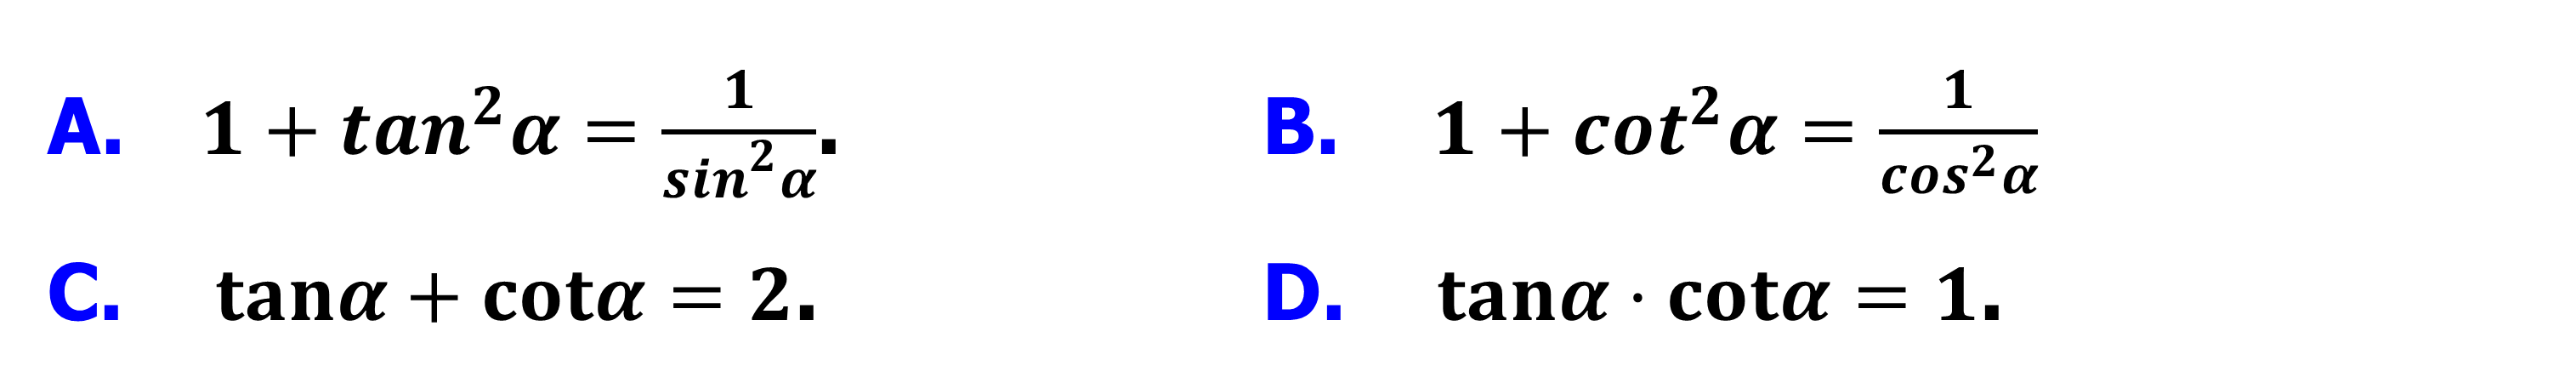 A. 1 + tan²α = 1/sin²α. B. 1 + cot²α = 1/cos²α
C. tanα + cotα = 2. D. tanα · cotα = 1.